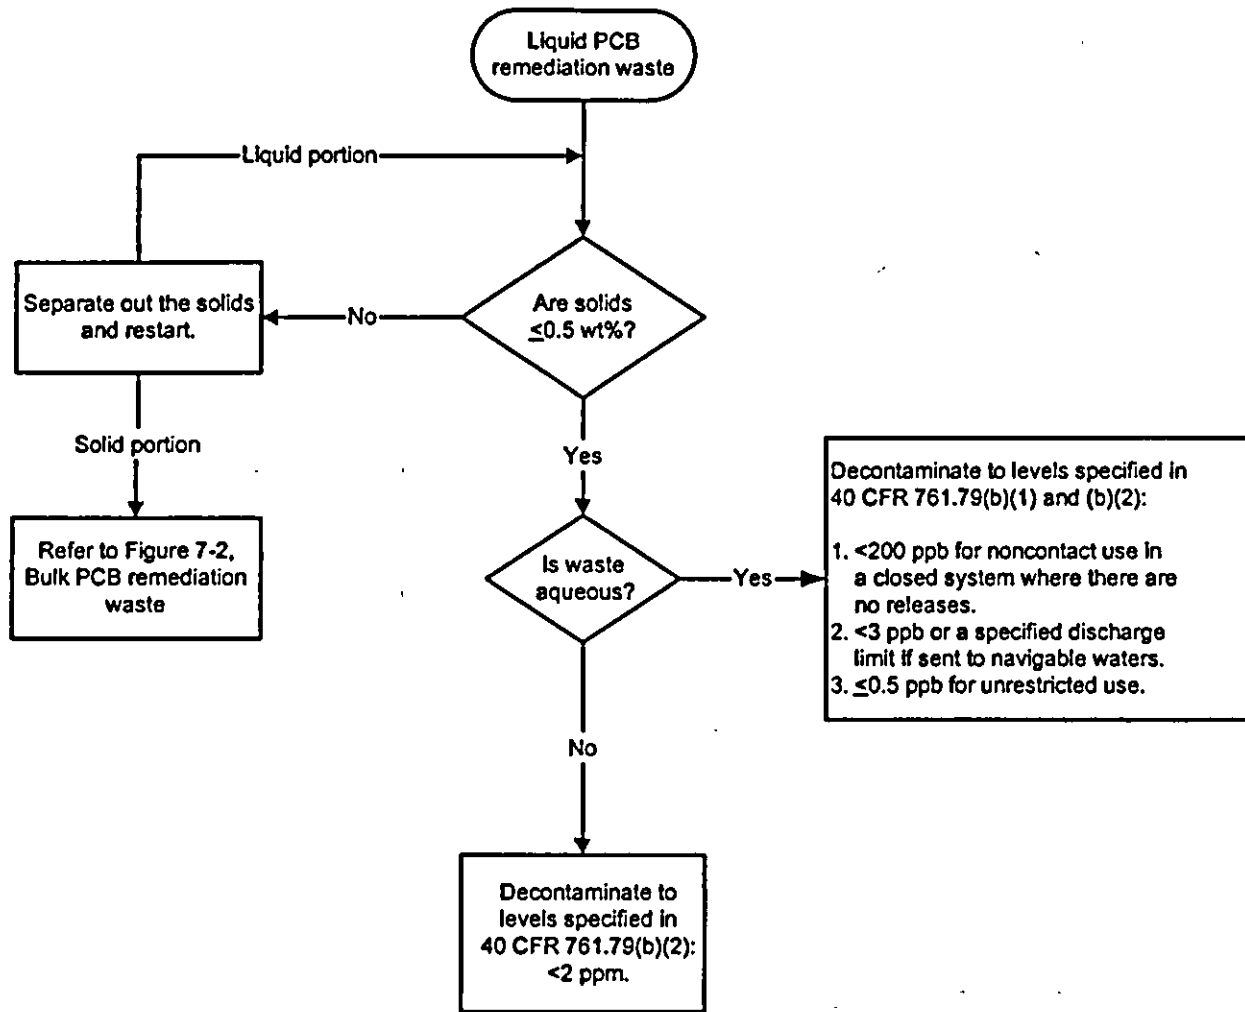 Liquid PCB
remediation waste
Liquid portion
Separate out the solids
and restart.
No
Are solids
≤0.5 wt%?
Solid portion
Yes
Refer to Figure 7-2,
Bulk PCB remediation
waste
Is waste
aqueous?
Yes
Decontaminate to levels specified in
40 CFR 761.79(b)(1) and (b)(2):
1. <200 ppb for noncontact use in
a closed system where there are
no releases.
2. <3 ppb or a specified discharge
limit if sent to navigable waters.
3. ≤0.5 ppb for unrestricted use.
No
Decontaminate to
levels specified in
40 CFR 761.79(b)(2):
<2 ppm.